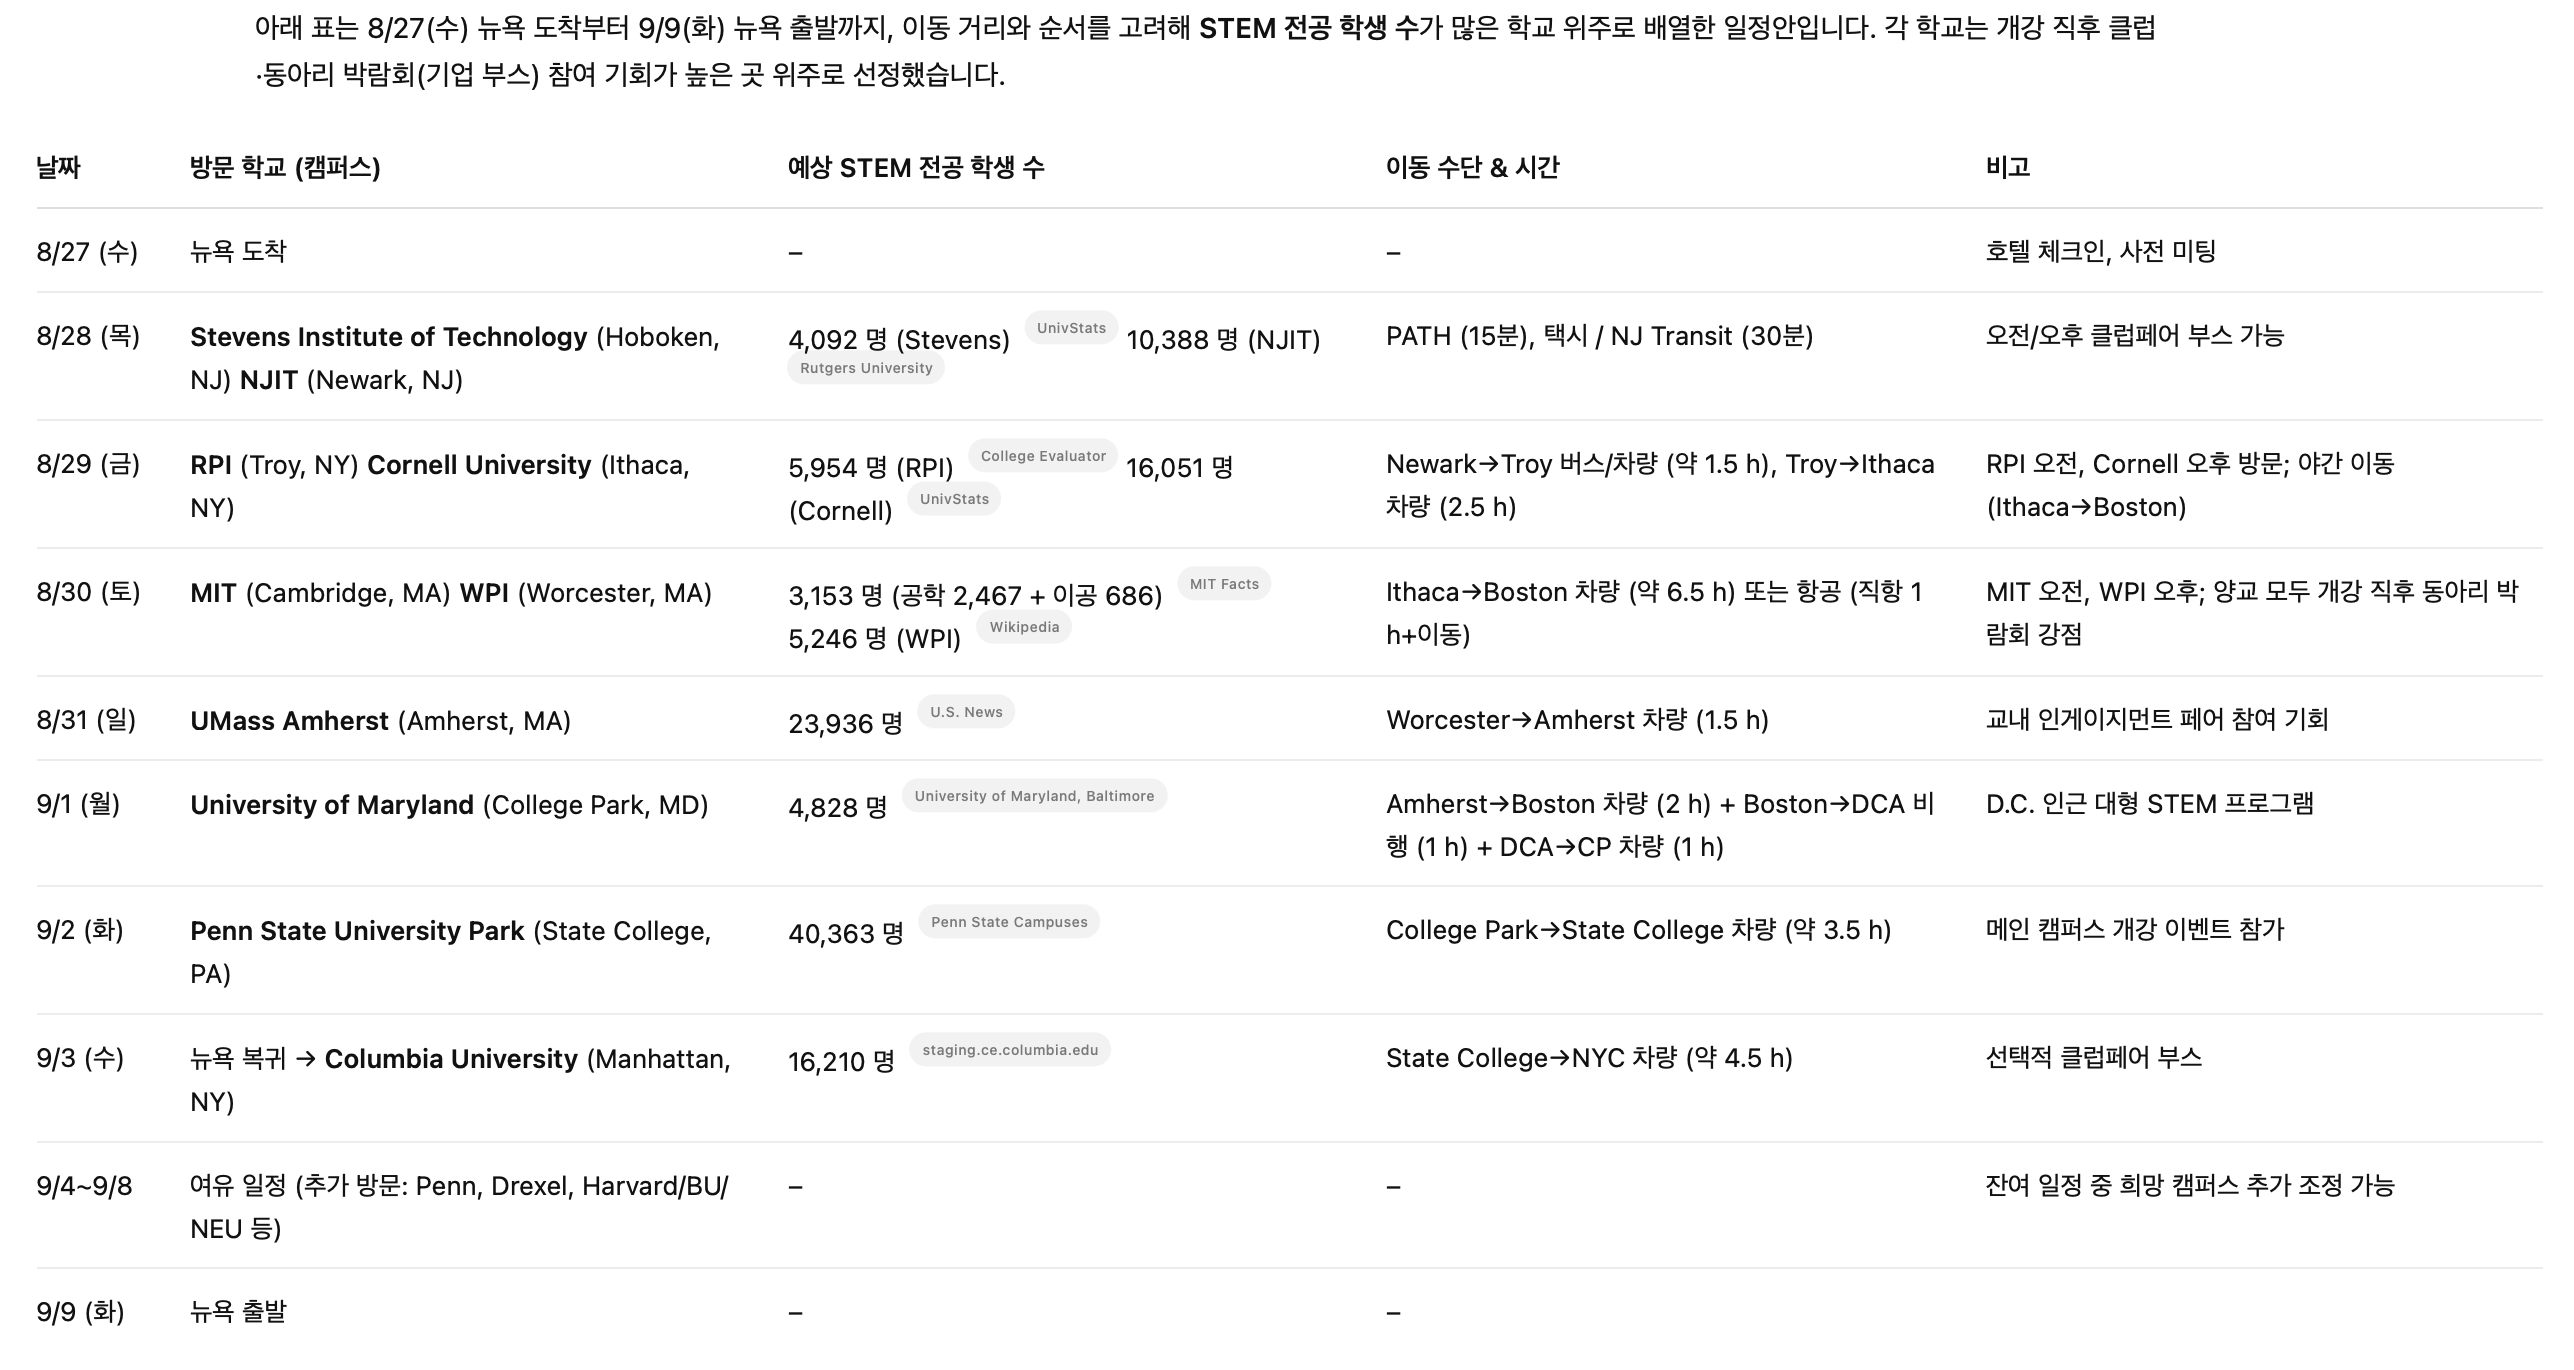 아래 표는 8/27(수) 뉴욕 도착부터 9/9(화) 뉴욕 출발까지, 이동 거리와 순서를 고려해 STEM 전공 학생 수가 많은 학교 위주로 배열한 일정안입니다. 각 학교는 개강 직후 클럽
·동아리 박람회(기업 부스) 참여 기회가 높은 곳 위주로 선정했습니다.
날짜 방문 학교 (캠퍼스) 예상 STEM 전공 학생 수 이동 수단 & 시간 비고
8/27 (수) 뉴욕 도착 – – 호텔 체크인, 사전 미팅
8/28 (목) Stevens Institute of Technology (Hoboken, 4,092 명 (Stevens) UnivStats 10,388 명 (NJIT) PATH (15분), 택시 / NJ Transit (30분) 오전/오후 클럽페어 부스 가능
NJ) NJIT (Newark, NJ) Rutgers University
8/29 (금) RPI (Troy, NY) Cornell University (Ithaca, 5,954 명 (RPI) College Evaluator 16,051 명 Newark→Troy 버스/차량 (약 1.5 h), Troy→Ithaca RPI 오전, Cornell 오후 방문; 야간 이동
NY) (Cornell) UnivStats 차량 (2.5 h) (Ithaca→Boston)
8/30 (토) MIT (Cambridge, MA) WPI (Worcester, MA) 3,153 명 (공학 2,467 + 이공 686) MIT Facts Ithaca→Boston 차량 (약 6.5 h) 또는 항공 (직항 1 MIT 오전, WPI 오후; 양교 모두 개강 직후 동아리 박
5,246 명 (WPI) Wikipedia h+이동) 람회 강점
8/31 (일) UMass Amherst (Amherst, MA) 23,936 명 U.S. News Worcester→Amherst 차량 (1.5 h) 교내 인게이지먼트 페어 참여 기회
9/1 (월) University of Maryland (College Park, MD) 4,828 명 University of Maryland, Baltimore Amherst→Boston 차량 (2 h) + Boston→DCA 비 D.C. 인근 대형 STEM 프로그램
행 (1 h) + DCA→CP 차량 (1 h)
9/2 (화) Penn State University Park (State College, 40,363 명 Penn State Campuses College Park→State College 차량 (약 3.5 h) 메인 캠퍼스 개강 이벤트 참가
PA)
9/3 (수) 뉴욕 복귀 → Columbia University (Manhattan, 16,210 명 staging.ce.columbia.edu State College→NYC 차량 (약 4.5 h) 선택적 클럽페어 부스
NY)
9/4~9/8 여유 일정 (추가 방문: Penn, Drexel, Harvard/BU/ – – 잔여 일정 중 희망 캠퍼스 추가 조정 가능
NEU 등)
9/9 (화) 뉴욕 출발 – –